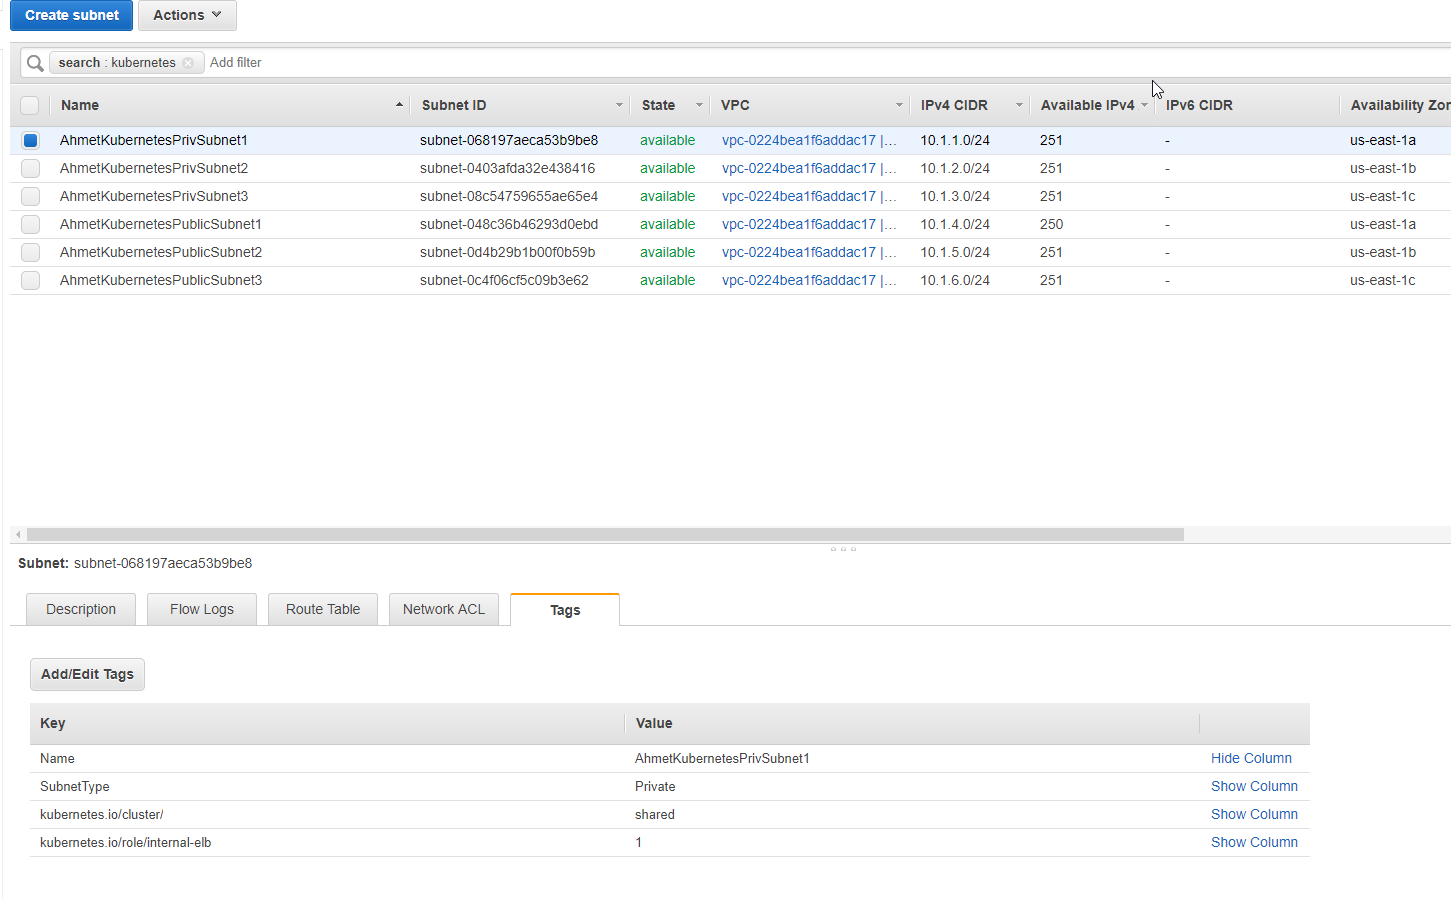 Create subnet Actions
search : kubernetes Add filter
Name Subnet ID State VPC IPv4 CIDR Available IPv4 IPv6 CIDR Availability Zon
AhmetKubernetesPrivSubnet1 subnet-068197aeca53b9be8 available vpc-0224bea1f6addac17 |... 10.1.1.0/24 251 - us-east-1a
AhmetKubernetesPrivSubnet2 subnet-0403afda32e438416 available vpc-0224bea1f6addac17 |... 10.1.2.0/24 251 - us-east-1b
AhmetKubernetesPrivSubnet3 subnet-08c54759655ae65e4 available vpc-0224bea1f6addac17 |... 10.1.3.0/24 251 - us-east-1c
AhmetKubernetesPublicSubnet1 subnet-048c36b46293d0ebd available vpc-0224bea1f6addac17 |... 10.1.4.0/24 250 - us-east-1a
AhmetKubernetesPublicSubnet2 subnet-0d4b29b1b00f0b59b available vpc-0224bea1f6addac17 |... 10.1.5.0/24 251 - us-east-1b
AhmetKubernetesPublicSubnet3 subnet-0c4f06cf5c09b3e62 available vpc-0224bea1f6addac17 |... 10.1.6.0/24 251 - us-east-1c
Subnet: subnet-068197aeca53b9be8
Description Flow Logs Route Table Network ACL Tags
Add/Edit Tags
Key Value
Name AhmetKubernetesPrivSubnet1 Hide Column
SubnetType Private Show Column
kubernetes.io/cluster/ shared Show Column
kubernetes.io/role/internal-elb 1 Show Column